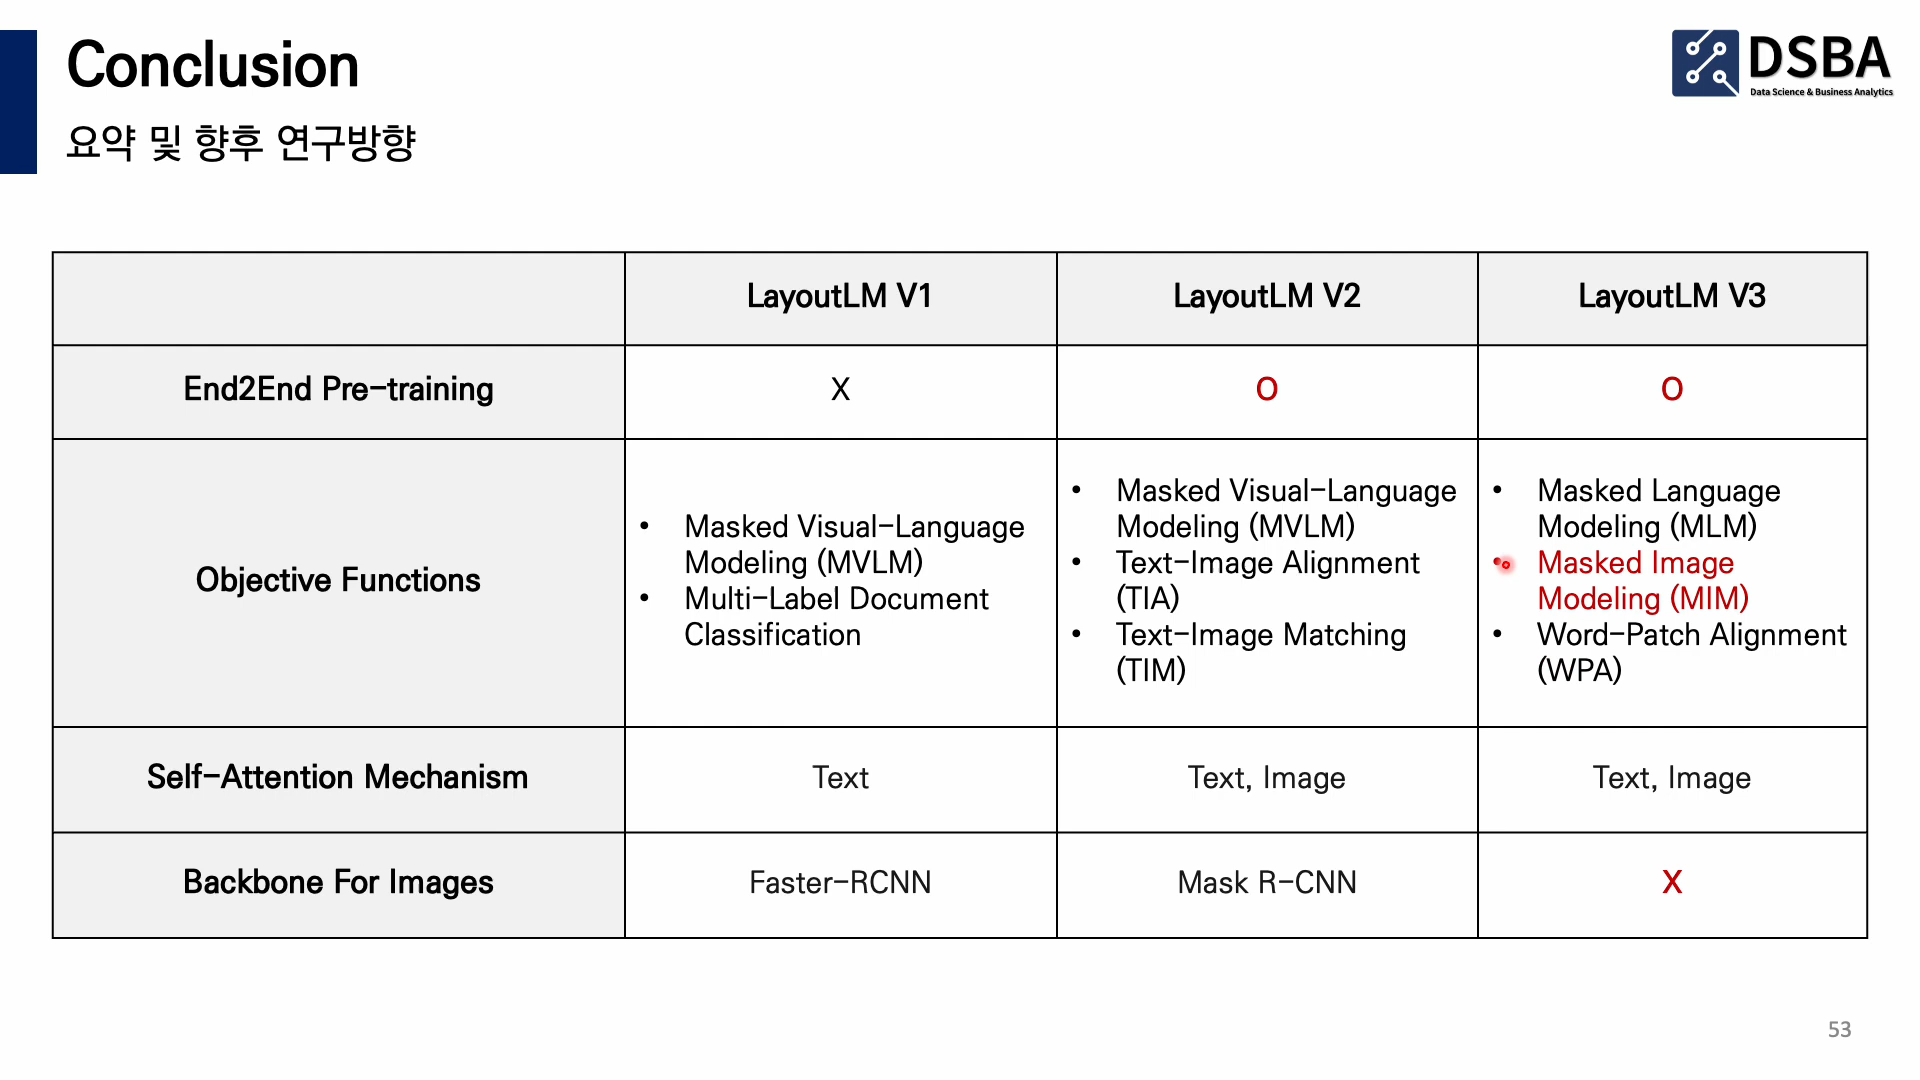 Conclusion
요약 및 향후 연구방향
DSBA
Data Science & Business Analytics
LayoutLM V1
LayoutLM V2
LayoutLM V3
End2End Pre-training
X
O
O
Objective Functions
• Masked Visual-Language
Modeling (MVLM)
• Multi-Label Document
Classification
• Masked Visual-Language
Modeling (MVLM)
• Text-Image Alignment
(TIA)
• Text-Image Matching
(TIM)
• Masked Language
Modeling (MLM)
• Masked Image
Modeling (MIM)
• Word-Patch Alignment
(WPA)
Self-Attention Mechanism
Text
Text, Image
Text, Image
Backbone For Images
Faster-RCNN
Mask R-CNN
X
53